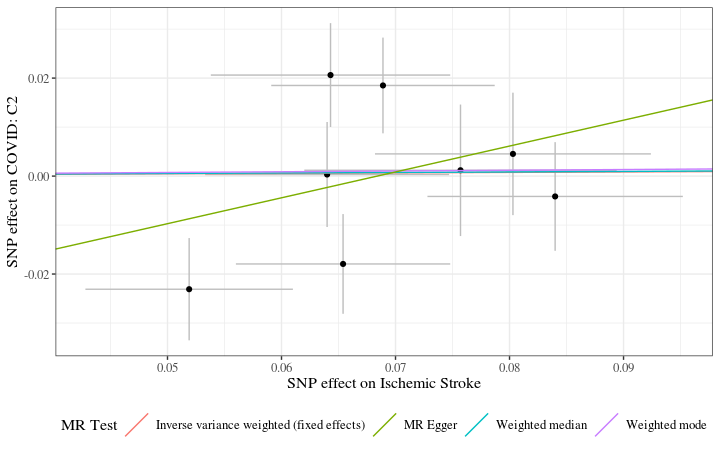 SNP effect on COVID: C2
0.02
0.00
-0.02
0.05 0.06 0.07 0.08 0.09
SNP effect on Ischemic Stroke
MR Test Inverse variance weighted (fixed effects) MR Egger Weighted median Weighted mode